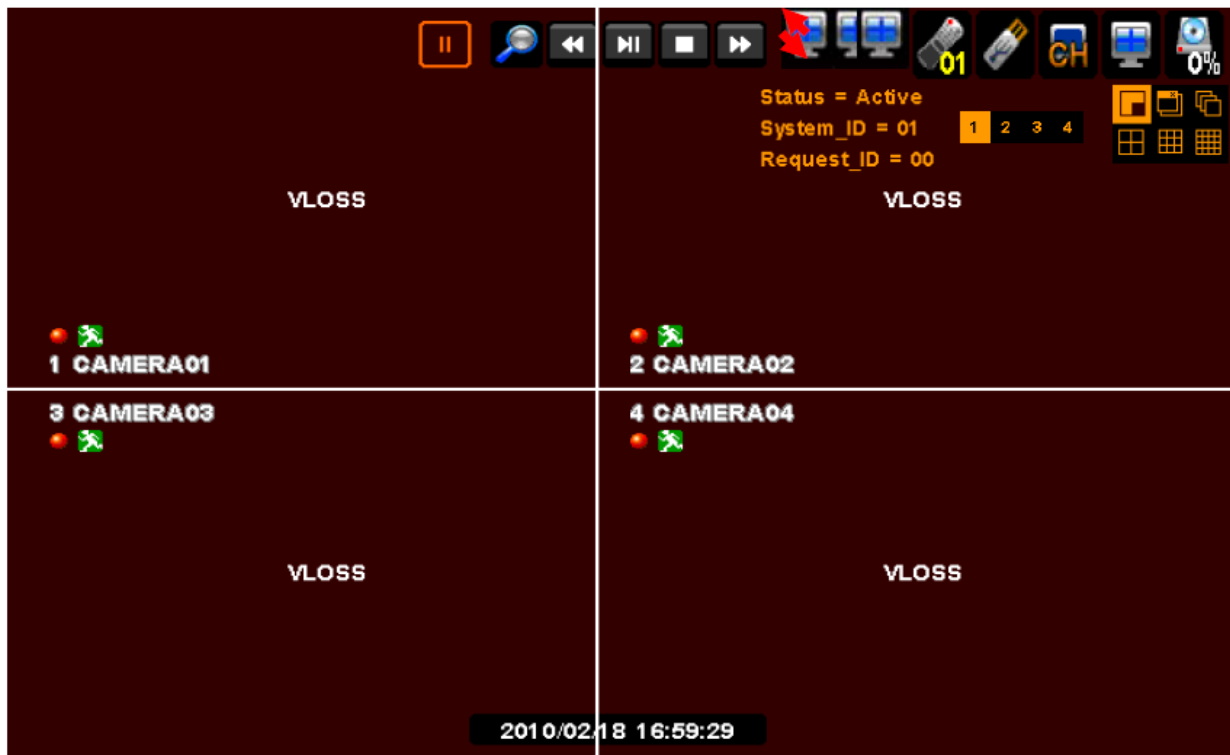 01
CH
0%
Status = Active
System_ID = 01
1 2 3 4
Request_ID = 00
VLOSS
VLOSS
1 CAMERA01
2 CAMERA02
3 CAMERA03
4 CAMERA04
VLOSS
VLOSS
2010/02/18 16:59:29